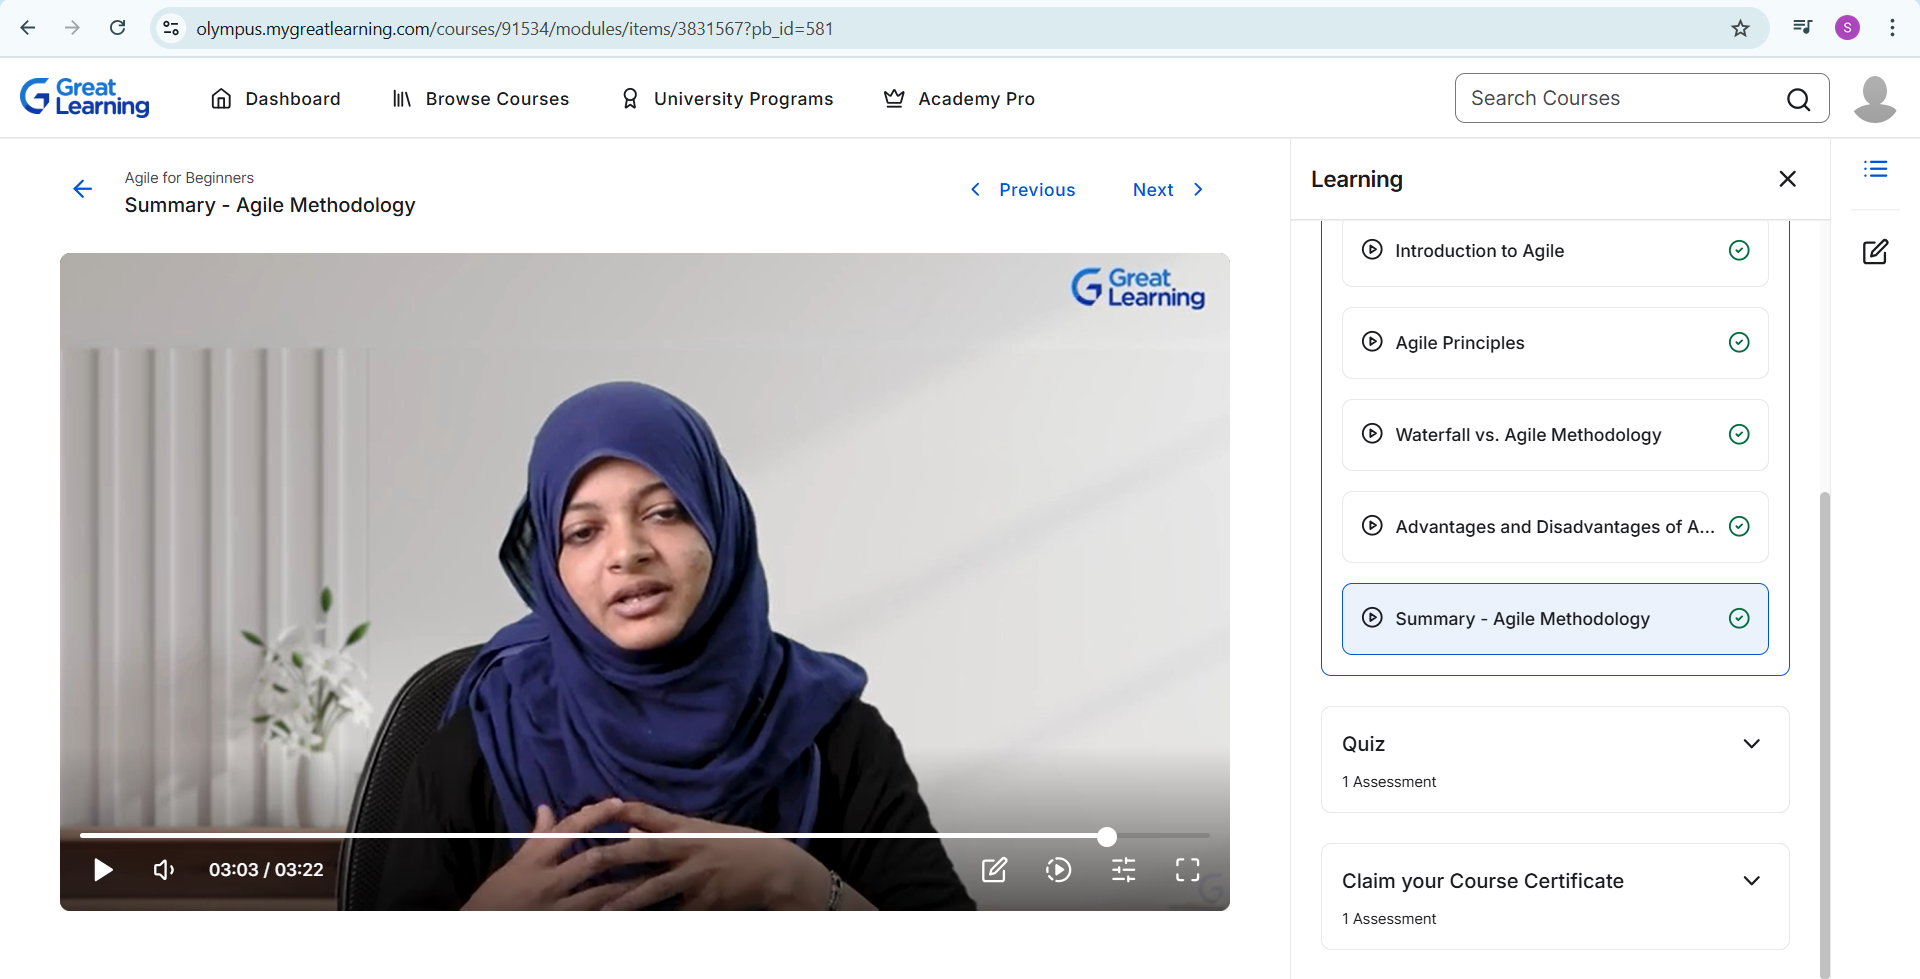 olympus.mygreatlearning.com/courses/91534/modules/items/3831567?pb_id=581
S
Great Learning
Dashboard
Browse Courses
University Programs
Academy Pro
Search Courses
Agile for Beginners
Summary - Agile Methodology
Previous
Next
Great Learning
03:03 / 03:22
Learning
Introduction to Agile
Agile Principles
Waterfall vs. Agile Methodology
Advantages and Disadvantages of A...
Summary - Agile Methodology
Quiz
1 Assessment
Claim your Course Certificate
1 Assessment